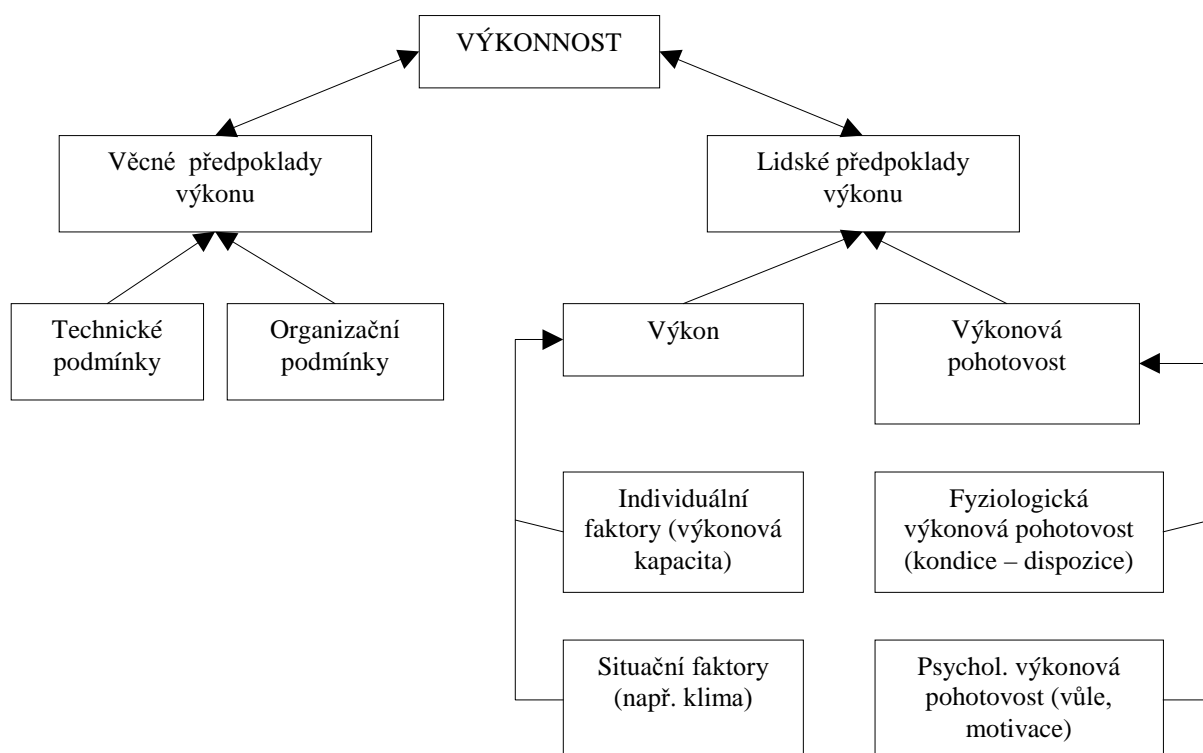 VÝKONNOST
Věcné předpoklady
výkonu
Lidské předpoklady
výkonu
Technické
podmínky
Organizační
podmínky
Výkon
Výkonová
pohotovost
Individuální
faktory (výkonová
kapacita)
Fyziologická
výkonová pohotovost
(kondice – dispozice)
Situační faktory
(např. klima)
Psychol. výkonová
pohotovost (vůle,
motivace)